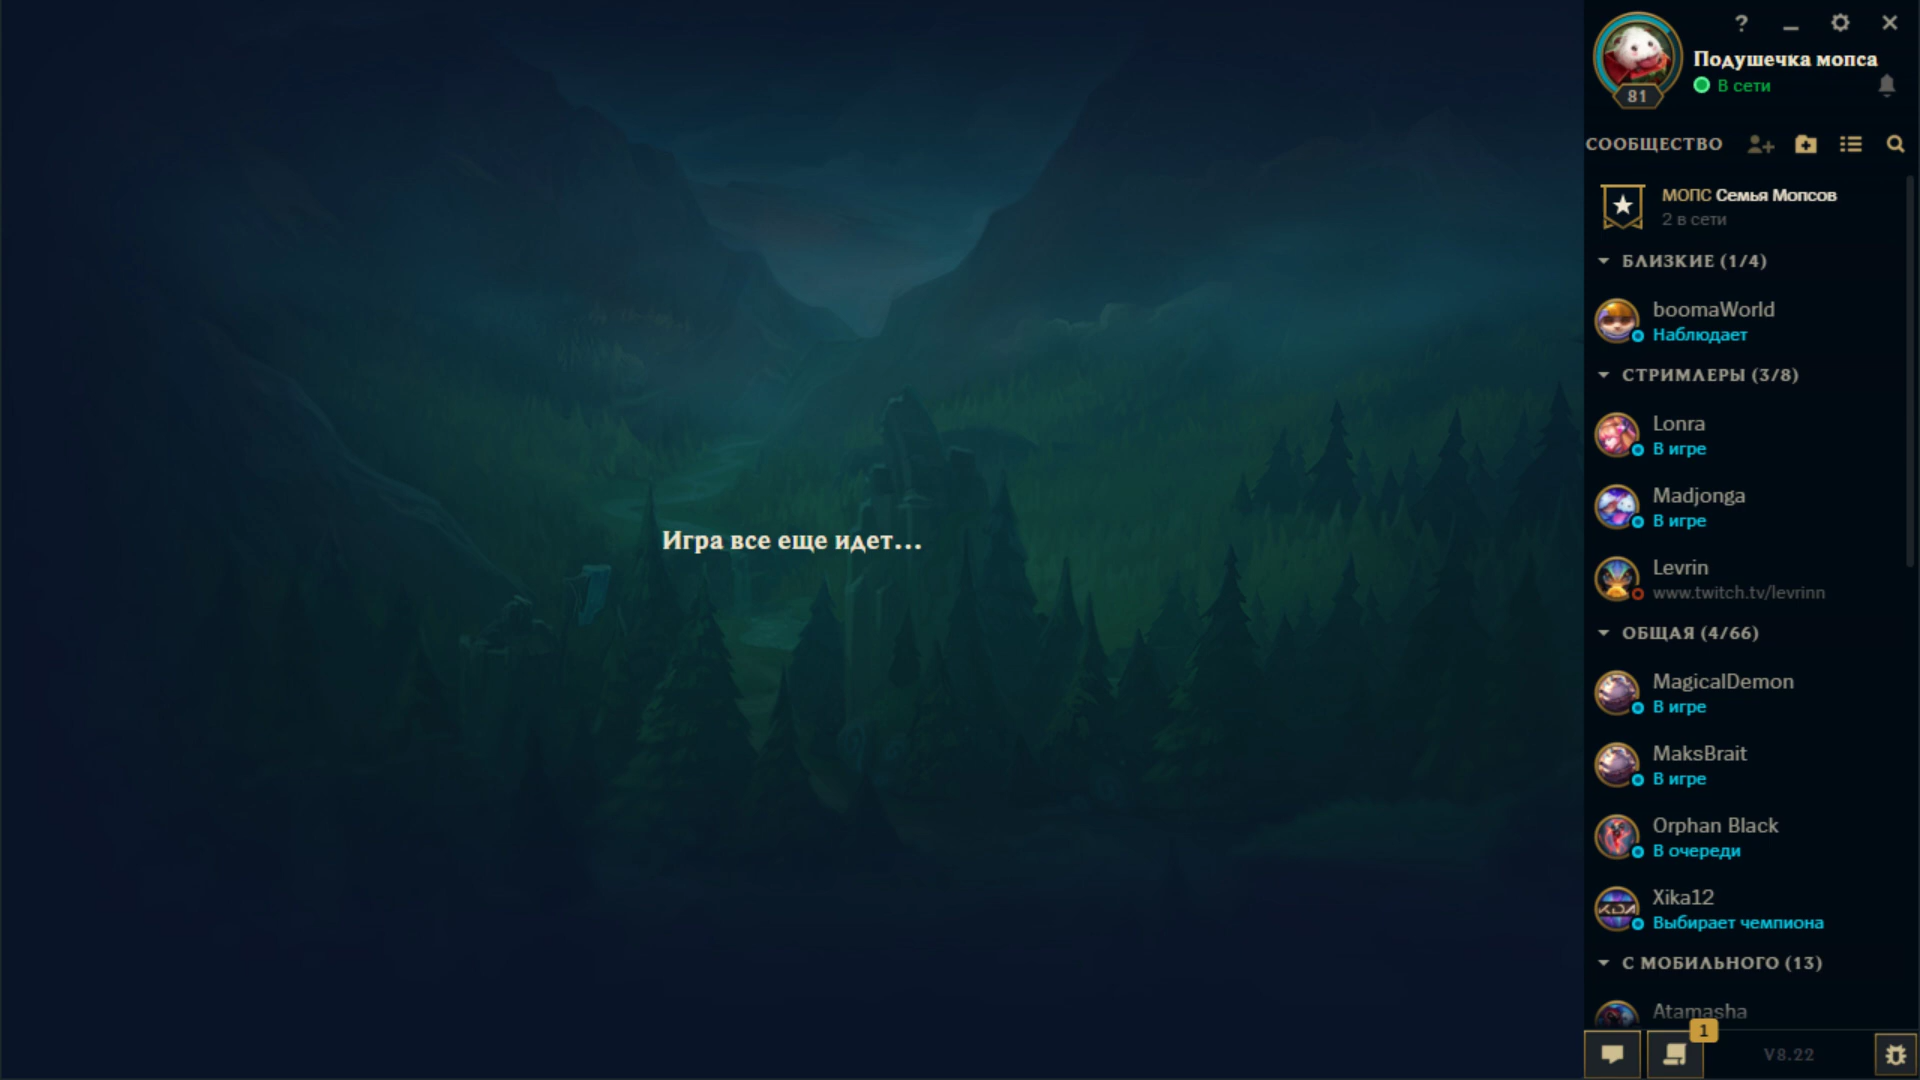 ?
Подушечка мопса
В сети
81
СООБЩЕСТВО
МОПС Семья Мопсов
2 в сети
БЛИЗКИЕ (1/4)
boomaWorld
Наблюдает
СТРИМЛЕРЫ (3/8)
Lonra
В игре
Madjonga
В игре
Levrin
www.twitch.tv/levrinn
ОБЩАЯ (4/66)
MagicalDemon
В игре
MaksBrait
В игре
Orphan Black
В очереди
Xika12
KDA
Выбирает чемпиона
С МОБИЛЬНОГО (13)
Atamasha
1
V8.22
Игра все еще идет...